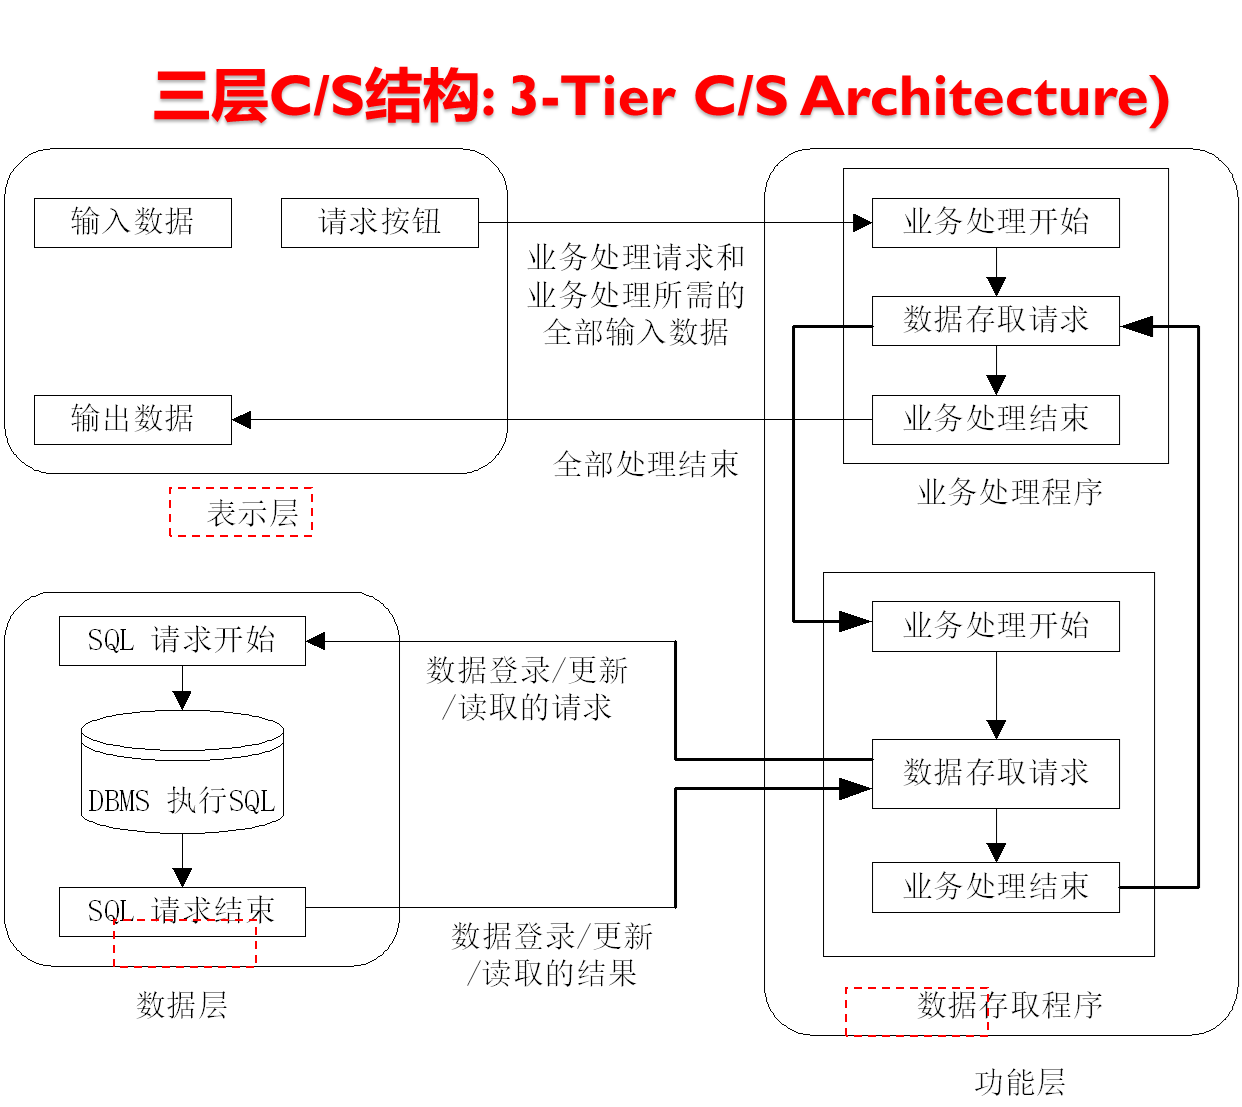 三层C/S结构: 3-Tier C/S Architecture)
输入数据
请求按钮
业务处理请求和
业务处理所需的
全部输入数据
输出数据
全部处理结束
表示层
业务处理开始
数据存取请求
业务处理结束
业务处理程序
SQL 请求开始
DBMS 执行SQL
SQL 请求结束
数据层
数据登录/更新
/读取的请求
数据登录/更新
/读取的结果
业务处理开始
数据存取请求
业务处理结束
数据存取程序
功能层